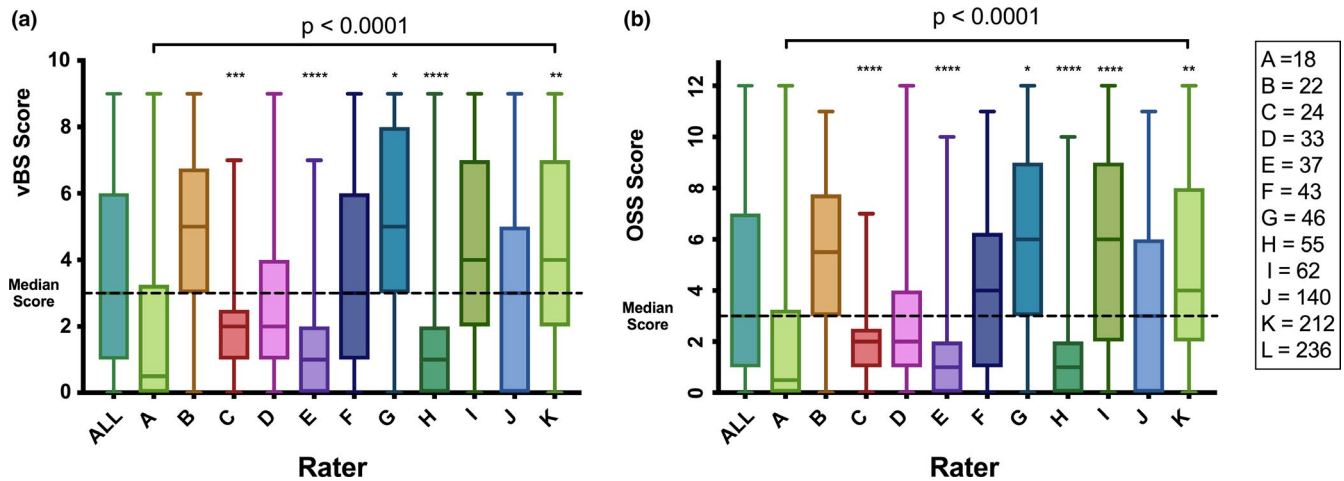 (a)
p < 0.0001
*** **** * **** **
vBS Score
10
8
6
4
2
0
Median
Score
ALL A B C D E F G H I J K
Rater
(b)
p < 0.0001
**** **** * **** **** **
OSS Score
12
10
8
6
4
2
0
Median
Score
ALL A B C D E F G H I J K
Rater
A =18
B = 22
C = 24
D = 33
E = 37
F = 43
G = 46
H = 55
I = 62
J = 140
K = 212
L = 236